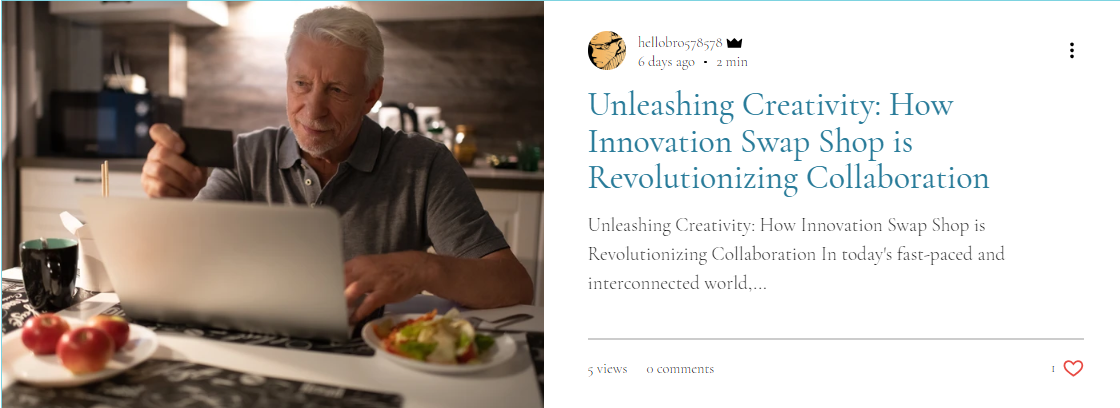 hellobro578578
6 days ago • 2 min
Unleashing Creativity: How
Innovation Swap Shop is
Revolutionizing Collaboration
Unleashing Creativity: How Innovation Swap Shop is
Revolutionizing Collaboration In today's fast-paced and
interconnected world,...
5 views 0 comments 1